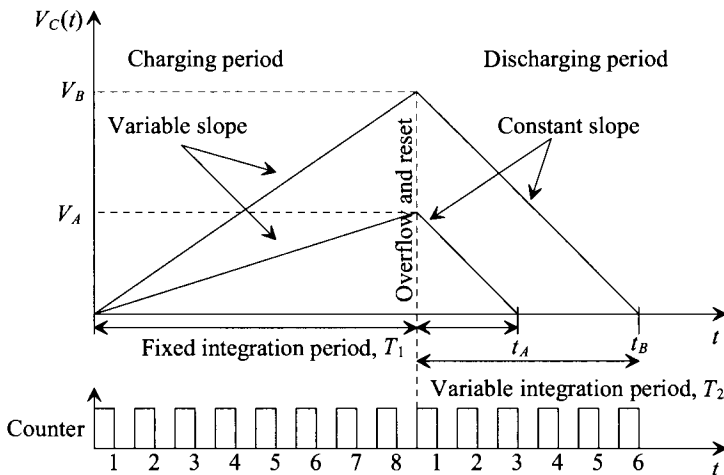 V_C(t)
Charging period
Discharging period
V_B
Variable slope
Constant slope
V_A
Overflow and reset
Fixed integration period, T_1
t_A
t_B
t
Variable integration period, T_2
Counter
1 2 3 4 5 6 7 8 1 2 3 4 5 6
t